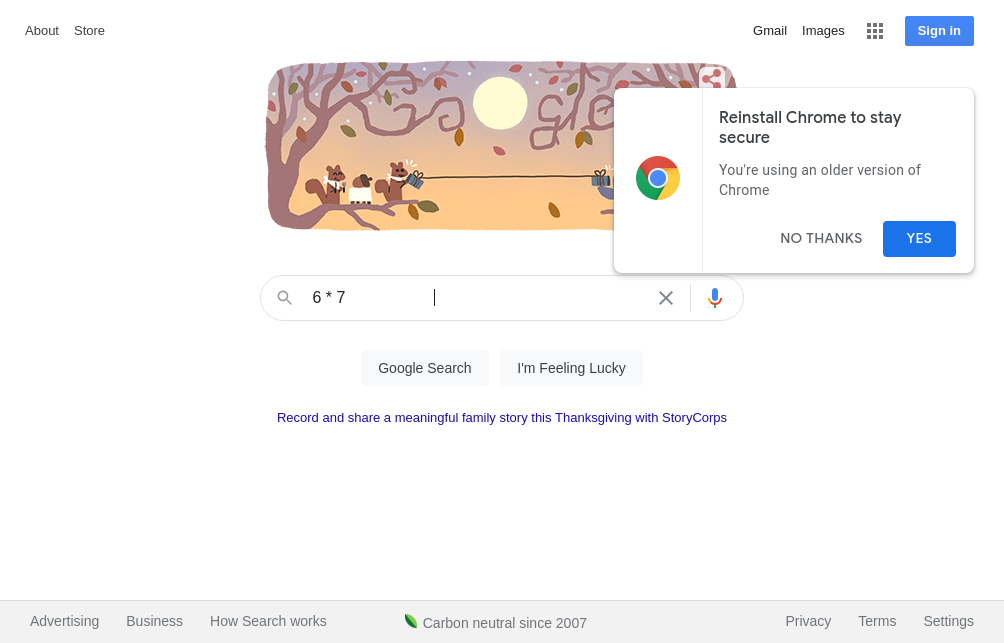 About Store
Gmail Images Sign in
Reinstall Chrome to stay
secure
You're using an older version of
Chrome
NO THANKS YES
6 * 7
Google Search I'm Feeling Lucky
Record and share a meaningful family story this Thanksgiving with StoryCorps
Advertising Business How Search works Carbon neutral since 2007 Privacy Terms Settings